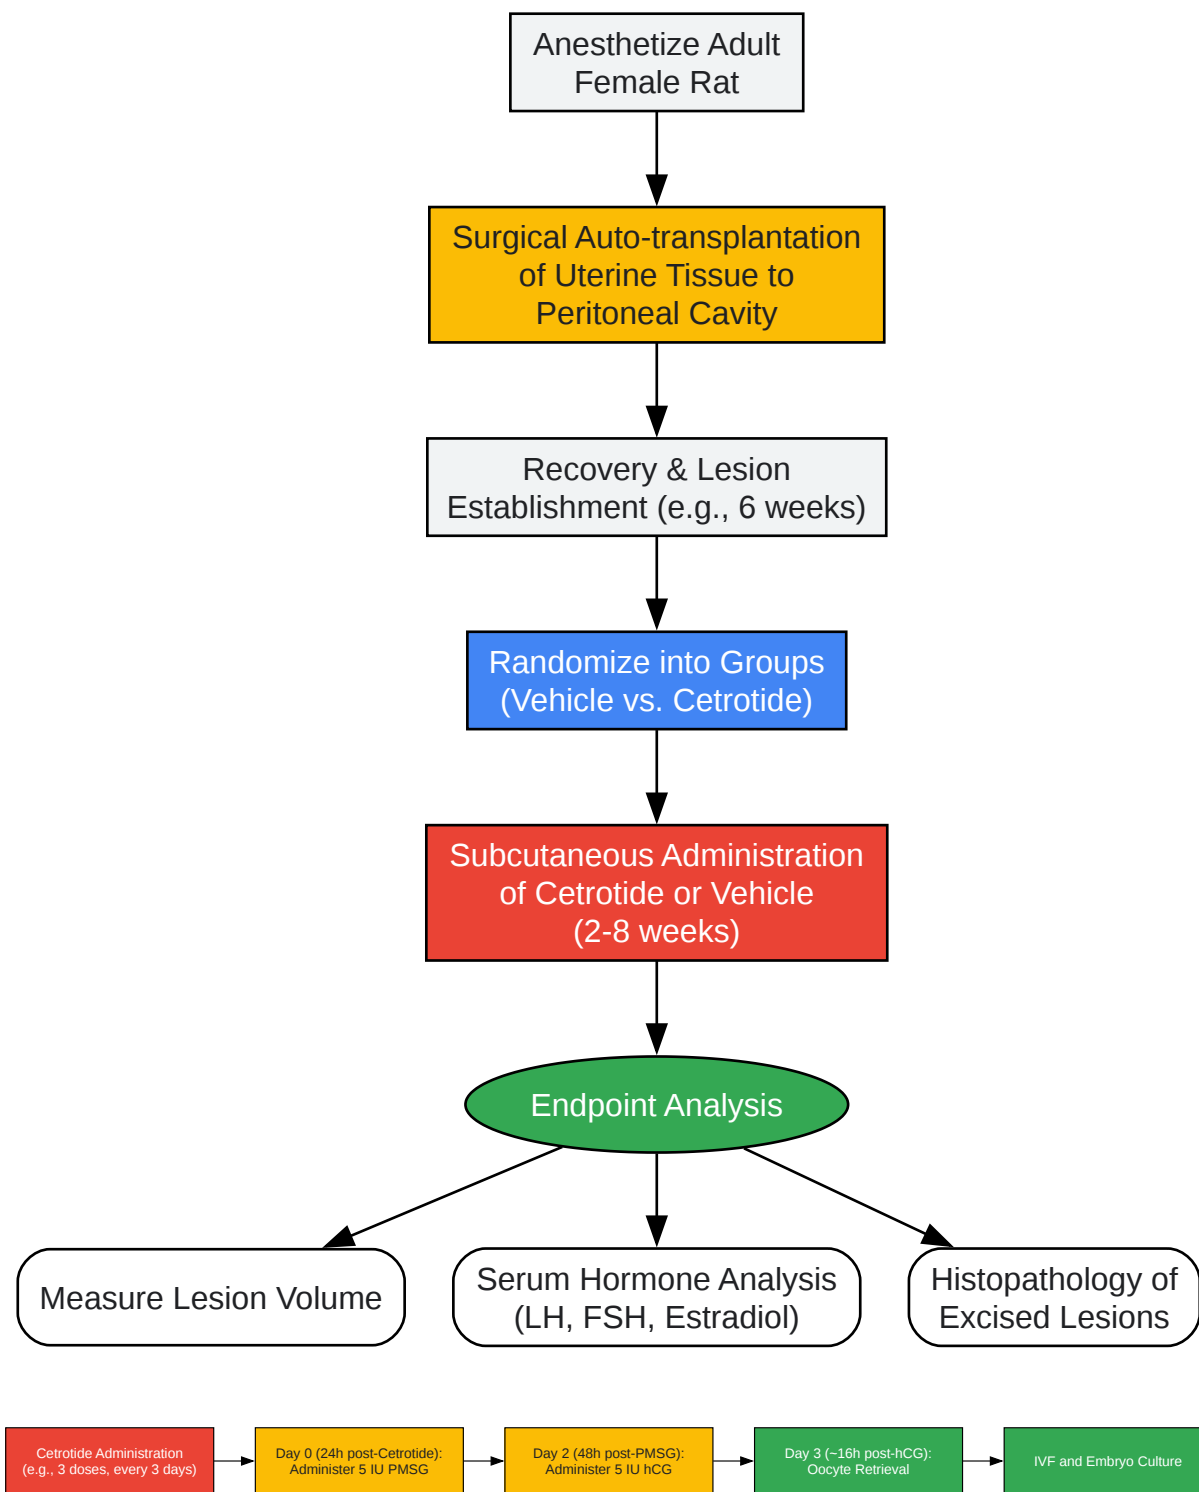 Anesthetize Adult
Female Rat
Surgical Auto-transplantation
of Uterine Tissue to
Peritoneal Cavity
Recovery & Lesion
Establishment (e.g., 6 weeks)
Randomize into Groups
(Vehicle vs. Cetrotide)
Subcutaneous Administration
of Cetrotide or Vehicle
(2-8 weeks)
Endpoint Analysis
Measure Lesion Volume
Serum Hormone Analysis
(LH, FSH, Estradiol)
Histopathology of
Excised Lesions
Cetrotide Administration
(e.g., 3 doses, every 3 days)
Day 0 (24h post-Cetrotide):
Administer 5 IU PMSG
Day 2 (48h post-PMSG):
Administer 5 IU hCG
Day 3 (~16h post-hCG):
Oocyte Retrieval
IVF and Embryo Culture